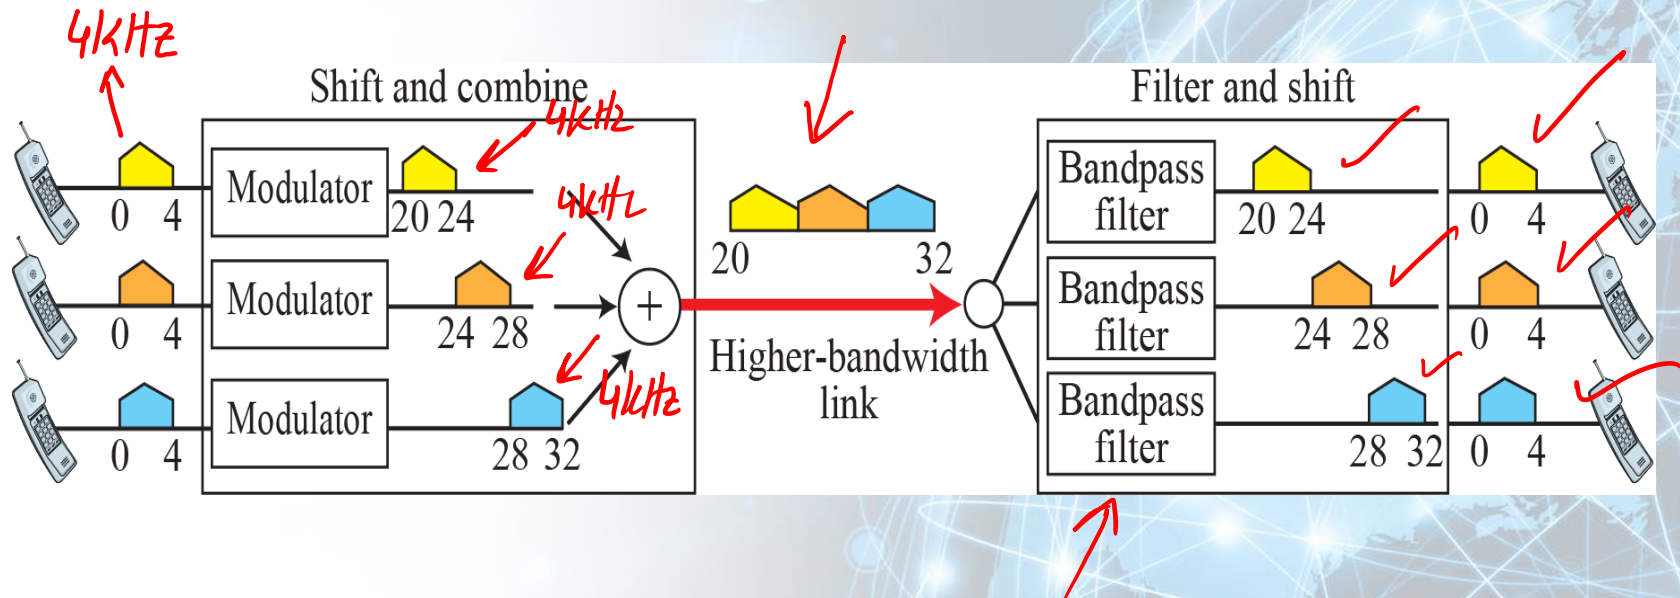 4KHz
Shift and combine
Filter and shift
4KHz
Modulator
Bandpass
filter
0 4
20 24
4KHz
20 32
20 24
0 4
Modulator
+
Bandpass
filter
0 4
24 28
Higher-bandwidth
link
24 28
0 4
4KHz
Modulator
Bandpass
filter
0 4
28 32
28 32
0 4